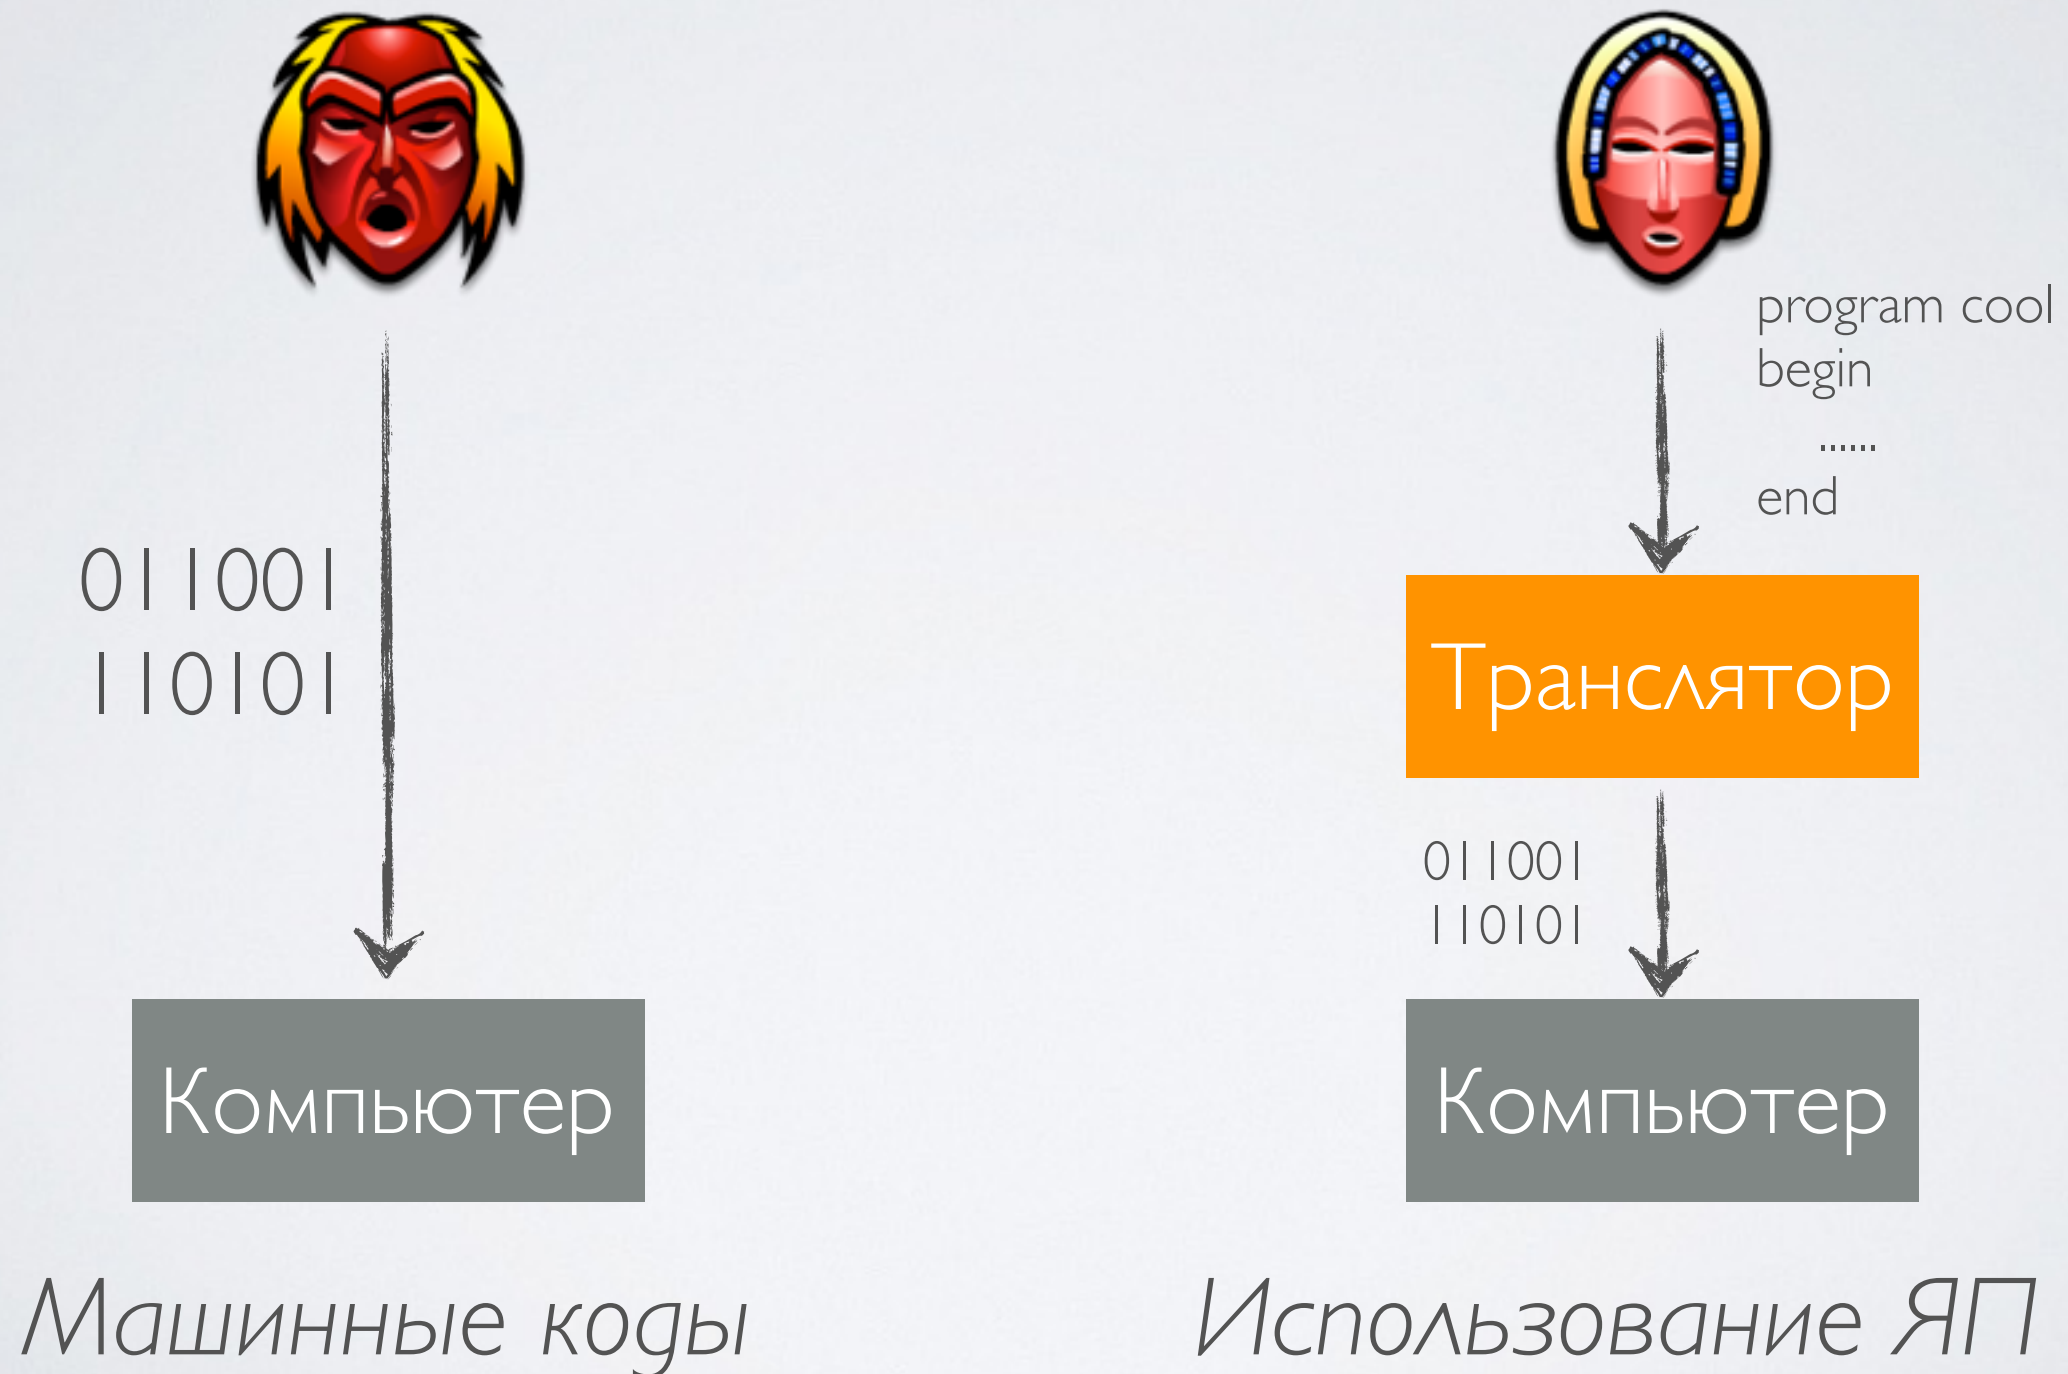 011001
110101
Компьютер
Машинные коды
program cool
begin
......
end
Транслятор
011001
110101
Компьютер
Использование ЯП